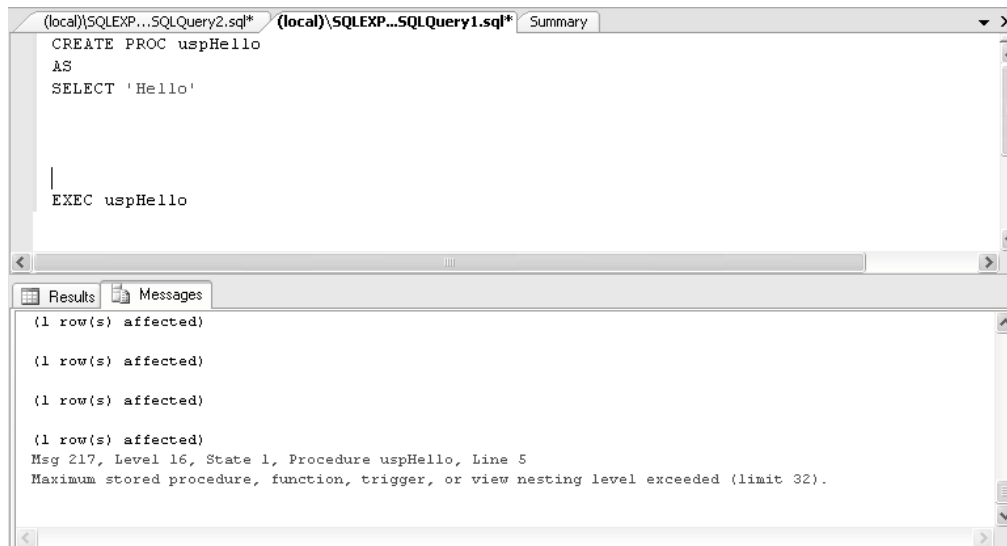 (local)\SQLEXP...SQLQuery2.sql* (local)\SQLEXP...SQLQuery1.sql* Summary
CREATE PROC uspHello
AS
SELECT 'Hello'
EXEC uspHello
Results Messages
(1 row(s) affected)
(1 row(s) affected)
(1 row(s) affected)
(1 row(s) affected)
Msg 217, Level 16, State 1, Procedure uspHello, Line 5
Maximum stored procedure, function, trigger, or view nesting level exceeded (limit 32).